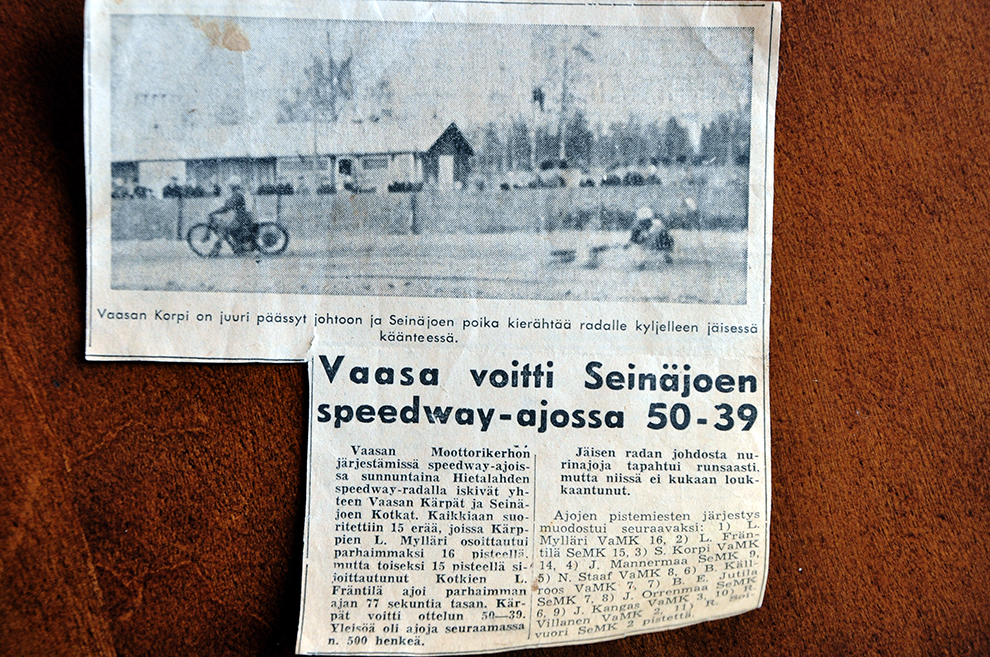 Vaasan Korpi on juuri päässyt johtoon ja Seinäjoen poika kierähtää radalle kyljelleen jäisessä
käänteessä.
Vaasa voitti Seinäjoen
speedway-ajossa 50-39
Vaasan Moottorikerhon
järjestämissä speedway-ajois-
sa sunnuntaina Hietalahden
speedway-radalla iskivät yh-
teen Vaasan Kärpät ja Seinä-
joen Kotkat. Kaikkiaan suo-
ritettiin 15 erää, joissa Kärp-
pien L. Mylläri osoittautui
parhaimmaksi 16 pisteellä,
mutta toiseksi 15 pisteellä si-
joittautunut Kotkien L.
Fräntilä ajoi parhaimman
ajan 77 sekuntia tasan. Kär-
pät voitti ottelun 50—39.
Yleisöä oli ajoja seuraamassa
n. 500 henkeä.
Jäisen radan johdosta nu-
rinajoja tapahtui runsaasti,
mutta niissä ei kukaan louk-
kaantunut.
Ajojen pistemiesten järjestys
muodostui seuraavaksi: 1) L.
Mylläri VaMK 16, 2) L. Frän-
tilä SeMK 15, 3) S. Korpi VaMK
14, 4) J. Mannermaa SeMK 9,
5) N. Staaf VaMK 8, 6) B. Käll-
roos VaMK 7, 7) B. E. Jutila
SeMK 7, 8) J. Orrenmaa SeMK
6, 9) J. Kangas VaMK 3, 10) R.
Villanen VaMK 2, 11) R. Soi-
vuori SeMK 2 pistettä.